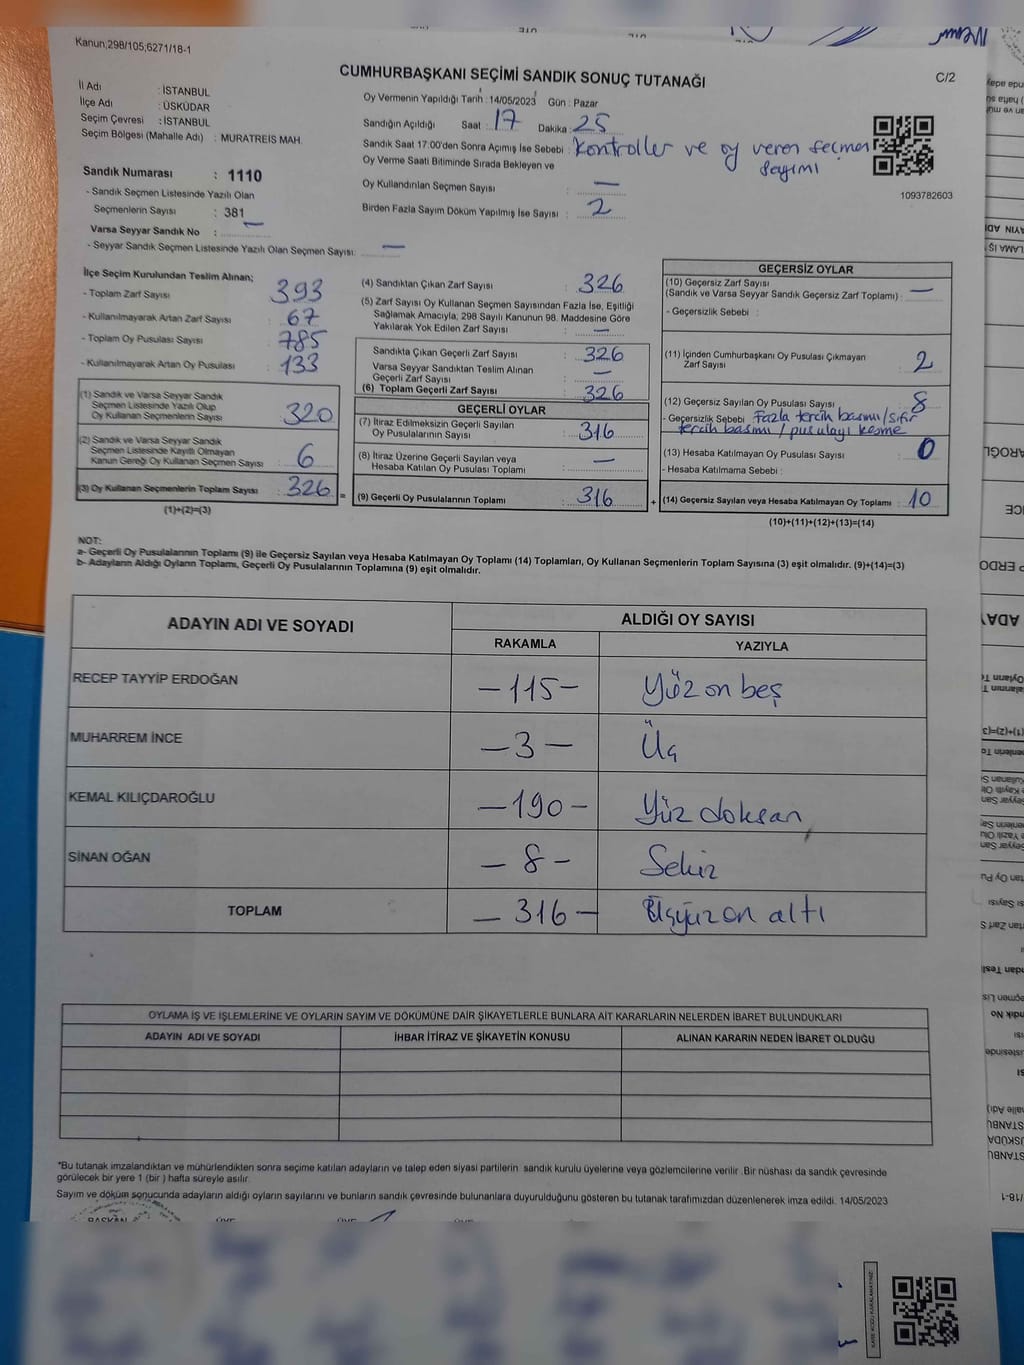 Kanun;298/105;6271/18-1
CUMHURBAŞKANI SEÇİMİ SANDIK SONUÇ TUTANAĞI
C/2
İl Adı : İSTANBUL
İlçe Adı : ÜSKÜDAR
Seçim Çevresi : İSTANBUL
Seçim Bölgesi (Mahalle Adı) : MURATREİS MAH.
Oy Vermenin Yapıldığı Tarih : 14/05/2023 Gün : Pazar
Sandığın Açıldığı Saat : 17 Dakika : 25
Sandık Saat 17:00'den Sonra Açımış İse Sebebi : Kontroller ve oy veren seçmen sayımı
Oy Verme Saati Bitiminde Sırada Bekleyen ve
Oy Kullandırılan Seçmen Sayısı : —
Birden Fazla Sayım Döküm Yapılmış İse Sayısı : 2
1093782603
Sandık Numarası : 1110
- Sandık Seçmen Listesinde Yazılı Olan
Seçmenlerin Sayısı : 381
Varsa Seyyar Sandık No : —
- Seyyar Sandık Seçmen Listesinde Yazılı Olan Seçmen Sayısı: —
İlçe Seçim Kurulundan Teslim Alınan;
- Toplam Zarf Sayısı : 393
- Kullanılmayarak Artan Zarf Sayısı : 67
- Toplam Oy Pusulası Sayısı : 785
- Kullanılmayarak Artan Oy Pusulası : 133
(1) Sandık ve Varsa Seyyar Sandık
Seçmen Listesinde Yazılı Olup
Oy Kullanan Seçmenlerin Sayısı : 320
(2) Sandık ve Varsa Seyyar Sandık
Seçmen Listesinde Kayıtlı Olmayan
Kanun Gereği Oy Kullanan Seçmen Sayısı : 6
(3) Oy Kullanan Seçmenlerin Toplam Sayısı : 326 =
(1)+(2)=(3)
(4) Sandıktan Çıkan Zarf Sayısı : 326
(5) Zarf Sayısı Oy Kullanan Seçmen Sayısından Fazla İse, Eşitliği
Sağlamak Amacıyla, 298 Sayılı Kanunun 98. Maddesine Göre
Yakılarak Yok Edilen Zarf Sayısı : —
Sandıkta Çıkan Geçerli Zarf Sayısı : 326
Varsa Seyyar Sandıktan Teslim Alınan
Geçerli Zarf Sayısı : —
(6) Toplam Geçerli Zarf Sayısı : 326
GEÇERLİ OYLAR
(7) İtiraz Edilmeksizin Geçerli Sayılan
Oy Pusulalarının Sayısı : 316
(8) İtiraz Üzerine Geçerli Sayılan veya
Hesaba Katılan Oy Pusulası Toplamı : —
(9) Geçerli Oy Pusulalarının Toplamı : 316 +
GEÇERSİZ OYLAR
(10) Geçersiz Zarf Sayısı
(Sandık ve Varsa Seyyar Sandık Geçersiz Zarf Toplamı) : —
- Geçersizlik Sebebi :
(11) İçinden Cumhurbaşkanı Oy Pusulası Çıkmayan
Zarf Sayısı : 2
(12) Geçersiz Sayılan Oy Pusulası Sayısı : 8
- Geçersizlik Sebebi : Fazla tercih basımı/sıfır
tercih basımı / pusulayı kesme
(13) Hesaba Katılmayan Oy Pusulası Sayısı : 0
- Hesaba Katılmama Sebebi :
(14) Geçersiz Sayılan veya Hesaba Katılmayan Oy Toplamı : 10
(10)+(11)+(12)+(13)=(14)
NOT:
a- Geçerli Oy Pusulalarının Toplamı (9) ile Geçersiz Sayılan veya Hesaba Katılmayan Oy Toplamı (14) Toplamları, Oy Kullanan Seçmenlerin Toplam Sayısına (3) eşit olmalıdır. (9)+(14)=(3)
b- Adayların Aldığı Oyların Toplamı, Geçerli Oy Pusulalarının Toplamına (9) eşit olmalıdır.
ADAYIN ADI VE SOYADI
ALDIĞI OY SAYISI
RAKAMLA YAZIYLA
RECEP TAYYİP ERDOĞAN —115— Yüz on beş
MUHARREM İNCE —3— Üç
KEMAL KILIÇDAROĞLU —190— Yüz doksan
SİNAN OĞAN —8— Sekiz
TOPLAM —316— Üçyüz on altı
OYLAMA İŞ VE İŞLEMLERİNE VE OYLARIN SAYIM VE DÖKÜMÜNE DAİR ŞİKAYETLERLE BUNLARA AİT KARARLARIN NELERDEN İBARET BULUNDUKLARI
ADAYIN ADI VE SOYADI İHBAR İTİRAZ VE ŞİKAYETİN KONUSU ALINAN KARARIN NEDEN İBARET OLDUĞU
*Bu tutanak imzalandıktan ve mühürlendikten sonra seçime katılan adayların ve talep eden siyasi partilerin sandık kurulu üyelerine veya gözlemcilerine verilir. Bir nüshası da sandık çevresinde
görülecek bir yere 1 (bir) hafta süreyle asılır.
Sayım ve döküm sonucunda adayların aldığı oyların sayılarını ve bunların sandık çevresinde bulunanlara duyurulduğunu gösteren bu tutanak tarafımızdan düzenlenerek imza edildi. 14/05/2023
BAŞKAN ÜYE ÜYE